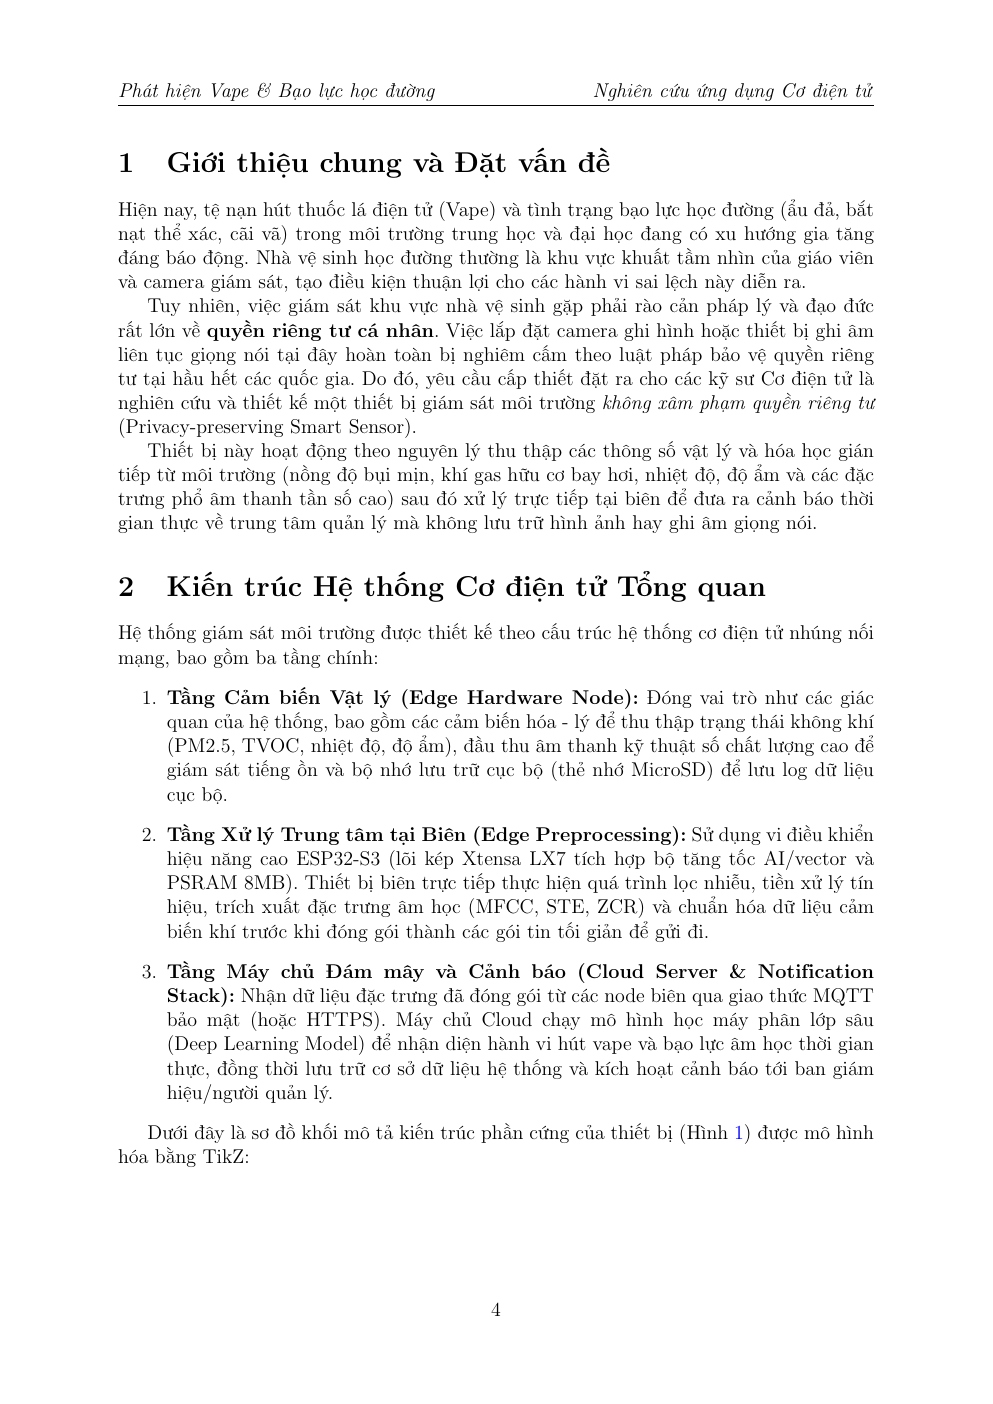 Phát hiện Vape & Bạo lực học đường Nghiên cứu ứng dụng Cơ điện tử
1 Giới thiệu chung và Đặt vấn đề
Hiện nay, tệ nạn hút thuốc lá điện tử (Vape) và tình trạng bạo lực học đường (ẩu đả, bắt
nạt thể xác, cãi vã) trong môi trường trung học và đại học đang có xu hướng gia tăng
đáng báo động. Nhà vệ sinh học đường thường là khu vực khuất tầm nhìn của giáo viên
và camera giám sát, tạo điều kiện thuận lợi cho các hành vi sai lệch này diễn ra.
Tuy nhiên, việc giám sát khu vực nhà vệ sinh gặp phải rào cản pháp lý và đạo đức
rất lớn về quyền riêng tư cá nhân. Việc lắp đặt camera ghi hình hoặc thiết bị ghi âm
liên tục giọng nói tại đây hoàn toàn bị nghiêm cấm theo luật pháp bảo vệ quyền riêng
tư tại hầu hết các quốc gia. Do đó, yêu cầu cấp thiết đặt ra cho các kỹ sư Cơ điện tử là
nghiên cứu và thiết kế một thiết bị giám sát môi trường không xâm phạm quyền riêng tư
(Privacy-preserving Smart Sensor).
Thiết bị này hoạt động theo nguyên lý thu thập các thông số vật lý và hóa học gián
tiếp từ môi trường (nồng độ bụi mịn, khí gas hữu cơ bay hơi, nhiệt độ, độ ẩm và các đặc
trưng phổ âm thanh tần số cao) sau đó xử lý trực tiếp tại biên để đưa ra cảnh báo thời
gian thực về trung tâm quản lý mà không lưu trữ hình ảnh hay ghi âm giọng nói.
2 Kiến trúc Hệ thống Cơ điện tử Tổng quan
Hệ thống giám sát môi trường được thiết kế theo cấu trúc hệ thống cơ điện tử nhúng nối
mạng, bao gồm ba tầng chính:
1. Tầng Cảm biến Vật lý (Edge Hardware Node): Đóng vai trò như các giác
quan của hệ thống, bao gồm các cảm biến hóa - lý để thu thập trạng thái không khí
(PM2.5, TVOC, nhiệt độ, độ ẩm), đầu thu âm thanh kỹ thuật số chất lượng cao để
giám sát tiếng ồn và bộ nhớ lưu trữ cục bộ (thẻ nhớ MicroSD) để lưu log dữ liệu
cục bộ.
2. Tầng Xử lý Trung tâm tại Biên (Edge Preprocessing): Sử dụng vi điều khiển
hiệu năng cao ESP32-S3 (lõi kép Xtensa LX7 tích hợp bộ tăng tốc AI/vector và
PSRAM 8MB). Thiết bị biên trực tiếp thực hiện quá trình lọc nhiễu, tiền xử lý tín
hiệu, trích xuất đặc trưng âm học (MFCC, STE, ZCR) và chuẩn hóa dữ liệu cảm
biến khí trước khi đóng gói thành các gói tin tối giản để gửi đi.
3. Tầng Máy chủ Đám mây và Cảnh báo (Cloud Server & Notification
Stack): Nhận dữ liệu đặc trưng đã đóng gói từ các node biên qua giao thức MQTT
bảo mật (hoặc HTTPS). Máy chủ Cloud chạy mô hình học máy phân lớp sâu
(Deep Learning Model) để nhận diện hành vi hút vape và bạo lực âm học thời gian
thực, đồng thời lưu trữ cơ sở dữ liệu hệ thống và kích hoạt cảnh báo tới ban giám
hiệu/người quản lý.
Dưới đây là sơ đồ khối mô tả kiến trúc phần cứng của thiết bị (Hình 1) được mô hình
hóa bằng TikZ:
4